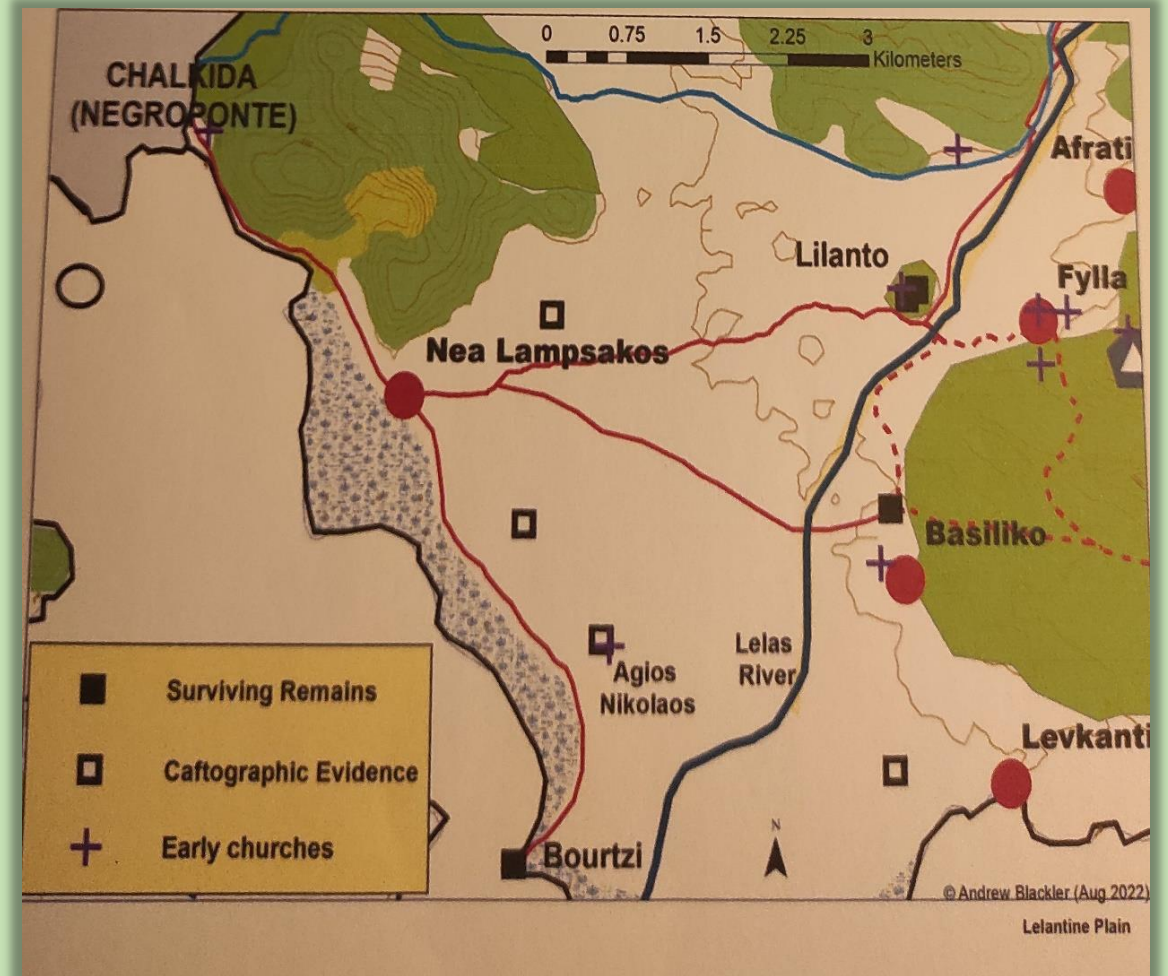 0 0.75 1.5 2.25 3
Kilometers
CHALKIDA
(NEGROPONTE)
Afrati
Lilanto
Fylla
Nea Lampsakos
Basiliko
Agios
Nikolaos
Lelas
River
Levkanti
Surviving Remains
Caftographic Evidence
Early churches
N
Bourtzi
© Andrew Blackler (Aug 2022)
Lelantine Plain